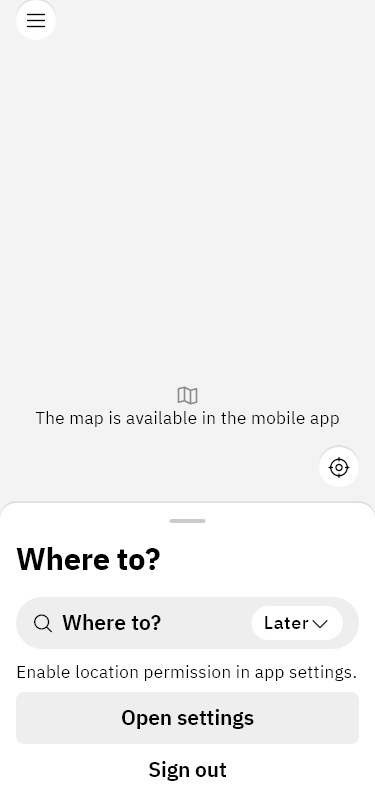 The map is available in the mobile app
Where to?
Where to?
Later
Enable location permission in app settings.
Open settings
Sign out